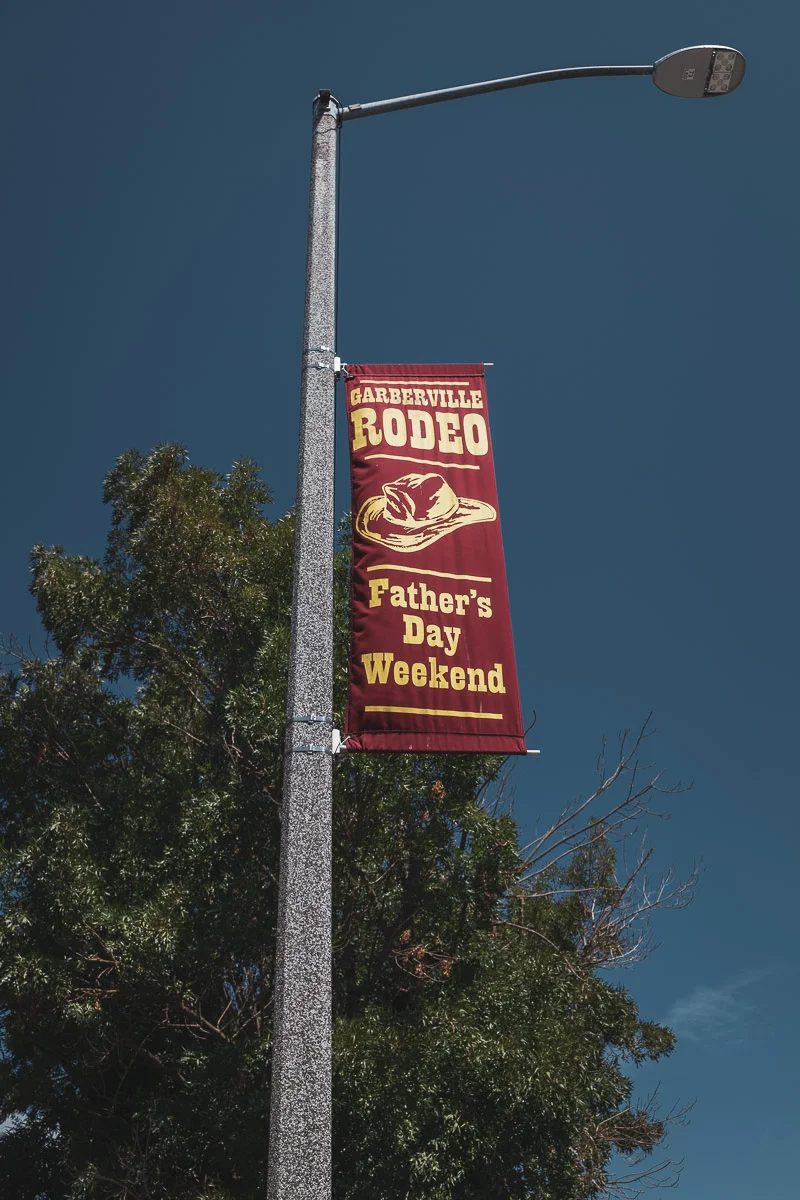 GARBERVILLE
RODEO
Father's
Day
Weekend